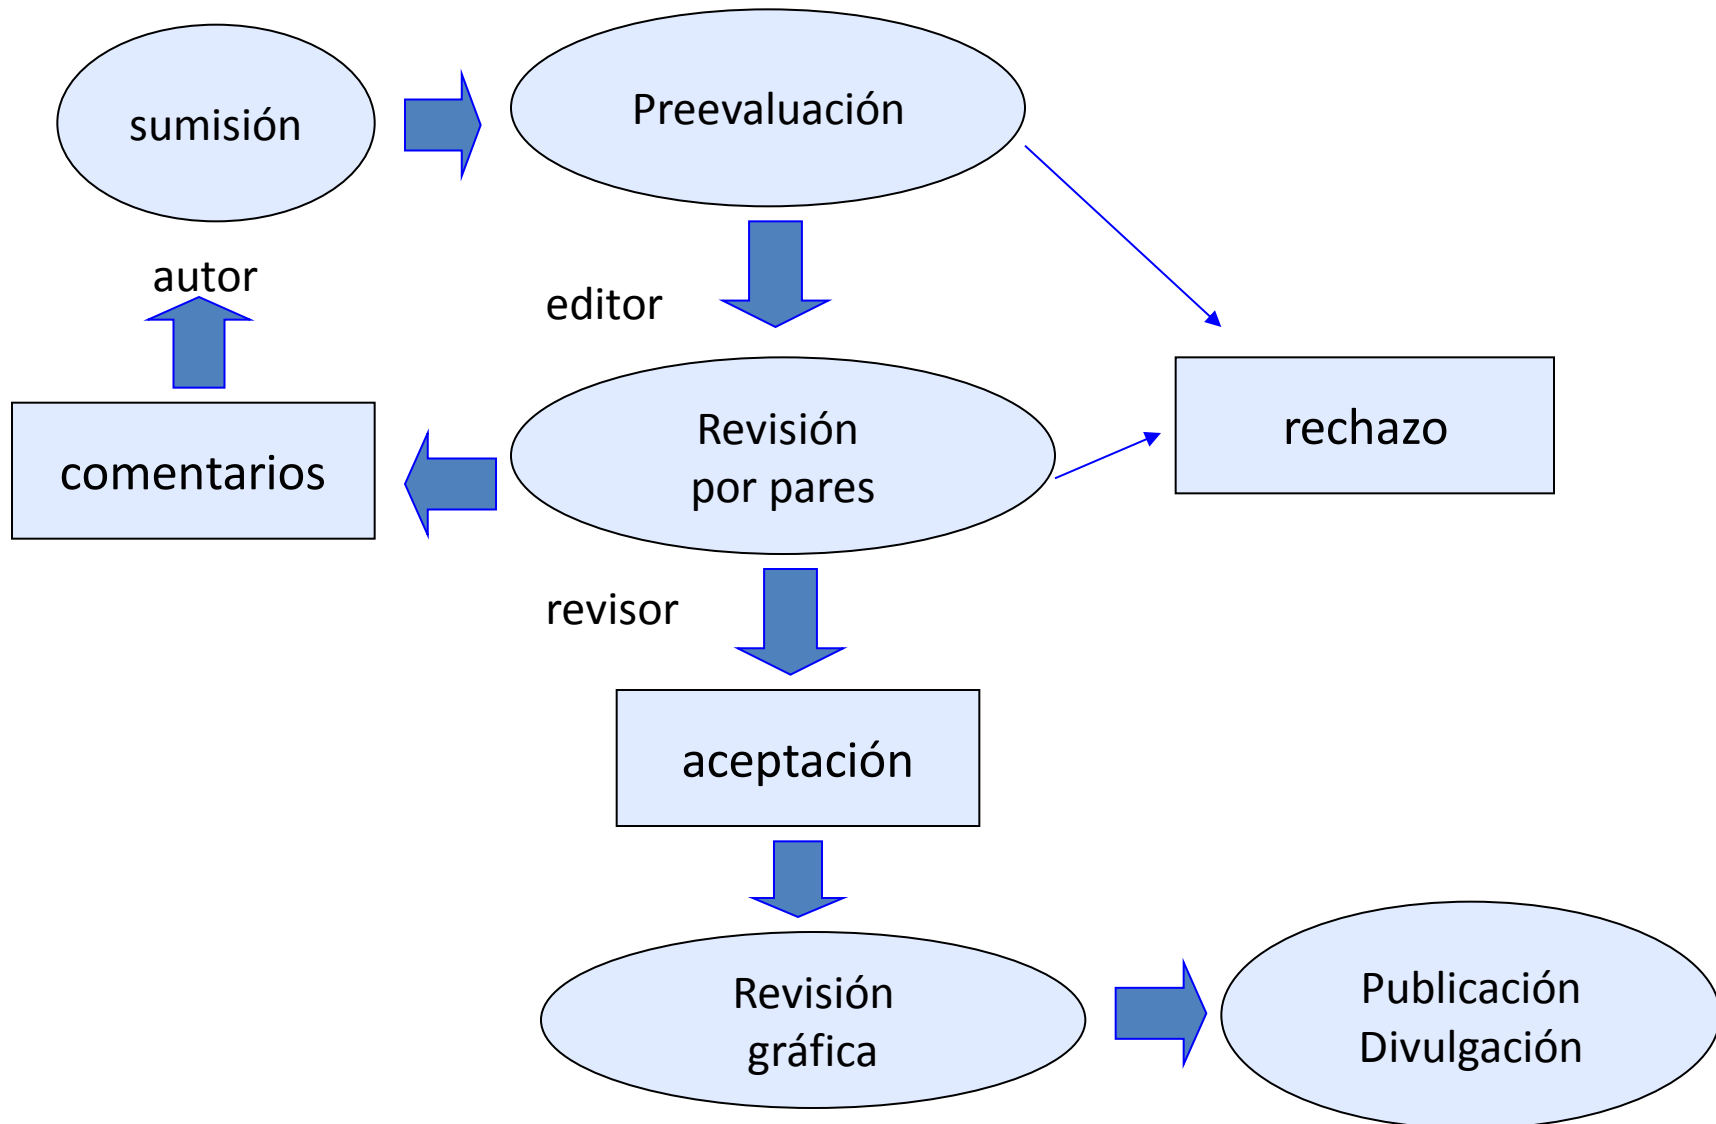 sumisión
Preevaluación
autor
editor
comentarios
Revisión
por pares
rechazo
revisor
aceptación
Revisión
gráfica
Publicación
Divulgación